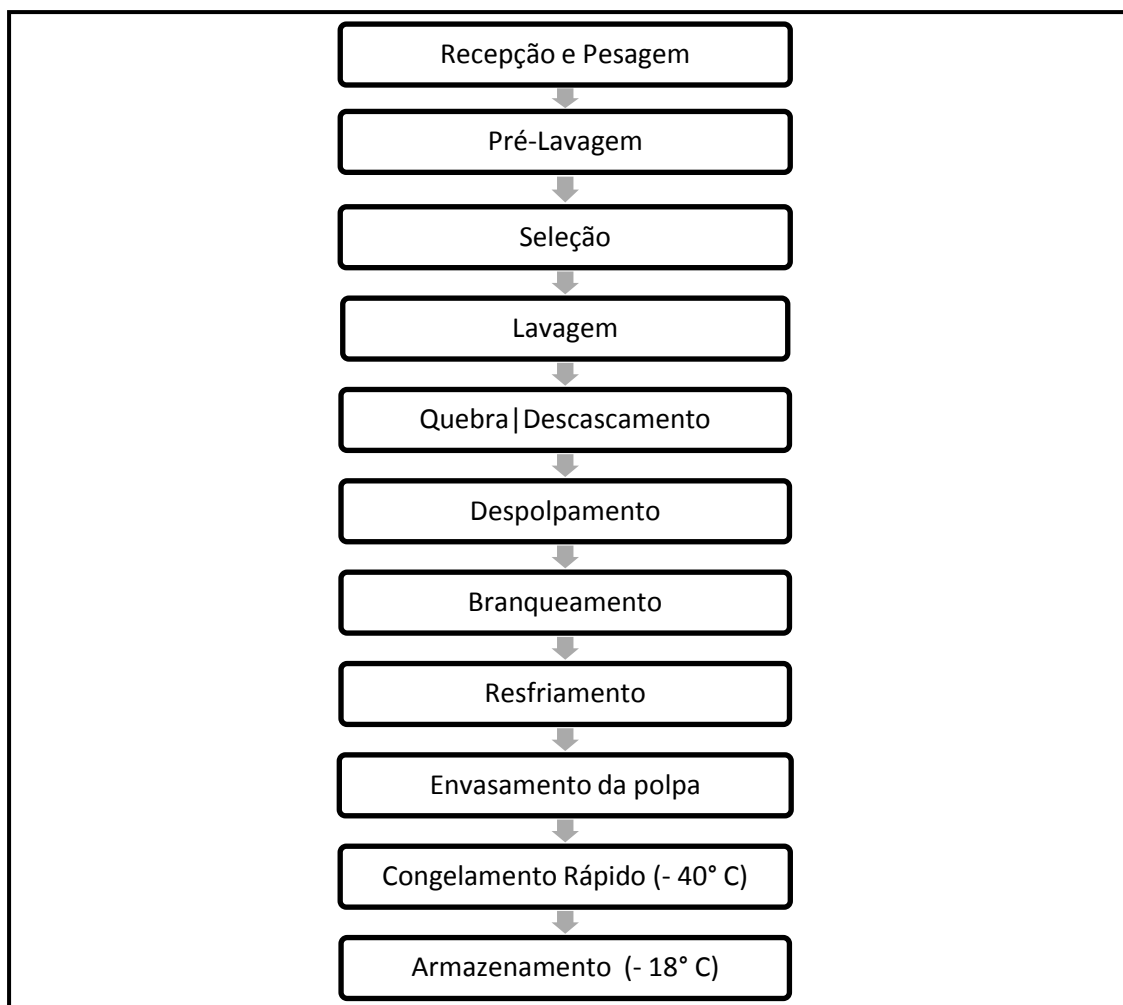 Recepção e Pesagem
Pré-Lavagem
Seleção
Lavagem
Quebra|Descascamento
Despolpamento
Branqueamento
Resfriamento
Envasamento da polpa
Congelamento Rápido (- 40° C)
Armazenamento (- 18° C)